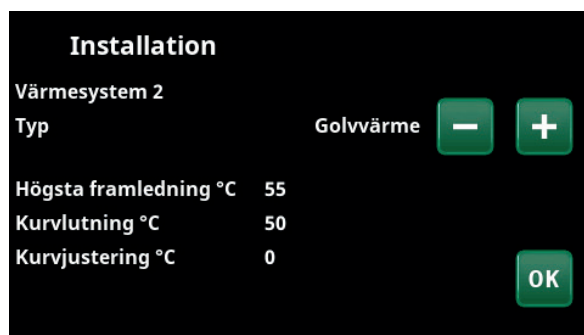 Installation
Värmesystem 2
Typ Golvvärme − +
Högsta framledning °C 55
Kurvlutning °C 50
Kurvjustering °C 0
OK